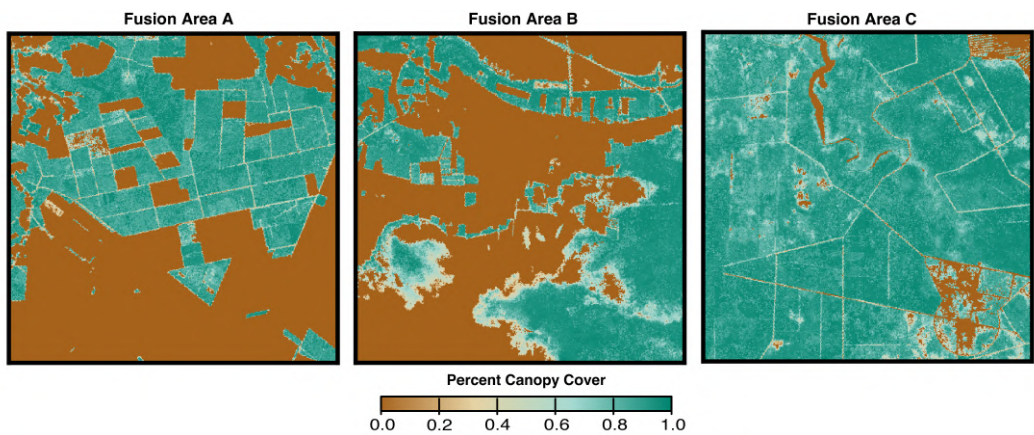 Fusion Area A
Fusion Area B
Fusion Area C
Percent Canopy Cover
0.0 0.2 0.4 0.6 0.8 1.0